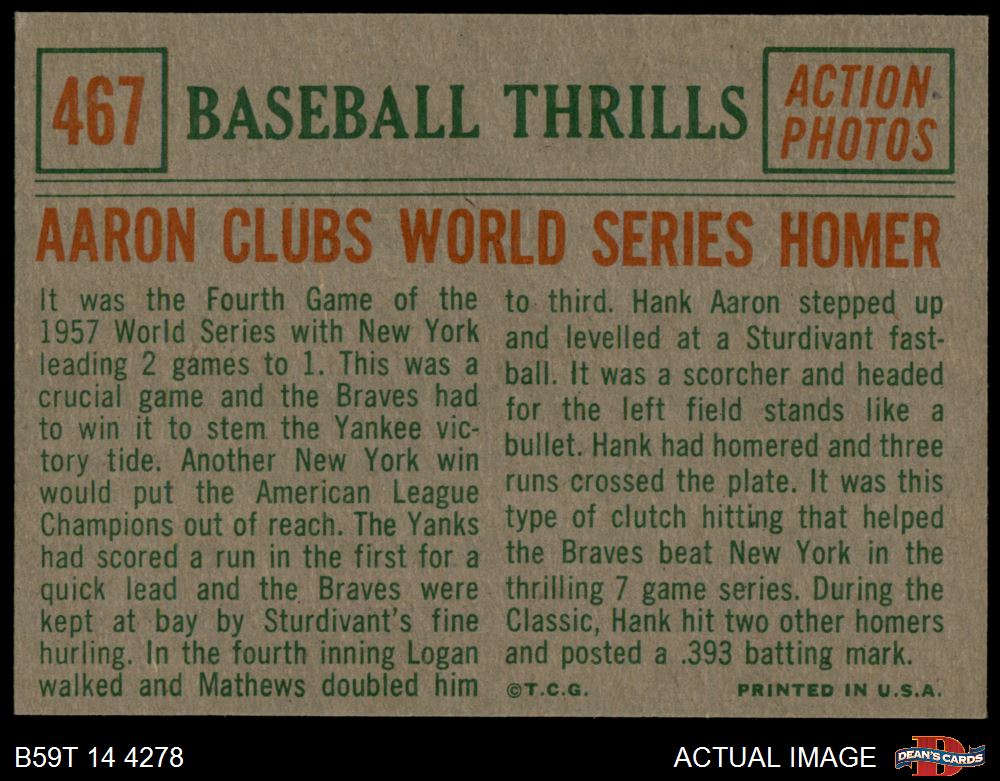 467
BASEBALL THRILLS
ACTION
PHOTOS
AARON CLUBS WORLD SERIES HOMER
It was the Fourth Game of the
1957 World Series with New York
leading 2 games to 1. This was a
crucial game and the Braves had
to win it to stem the Yankee vic-
tory tide. Another New York win
would put the American League
Champions out of reach. The Yanks
had scored a run in the first for a
quick lead and the Braves were
kept at bay by Sturdivant's fine
hurling. In the fourth inning Logan
walked and Mathews doubled him
to third. Hank Aaron stepped up
and levelled at a Sturdivant fast-
ball. It was a scorcher and headed
for the left field stands like a
bullet. Hank had homered and three
runs crossed the plate. It was this
type of clutch hitting that helped
the Braves beat New York in the
thrilling 7 game series. During the
Classic, Hank hit two other homers
and posted a .393 batting mark.
©T.C.G. PRINTED IN U.S.A.
B59T 14 4278
ACTUAL IMAGE
D
DEAN'S CARDS